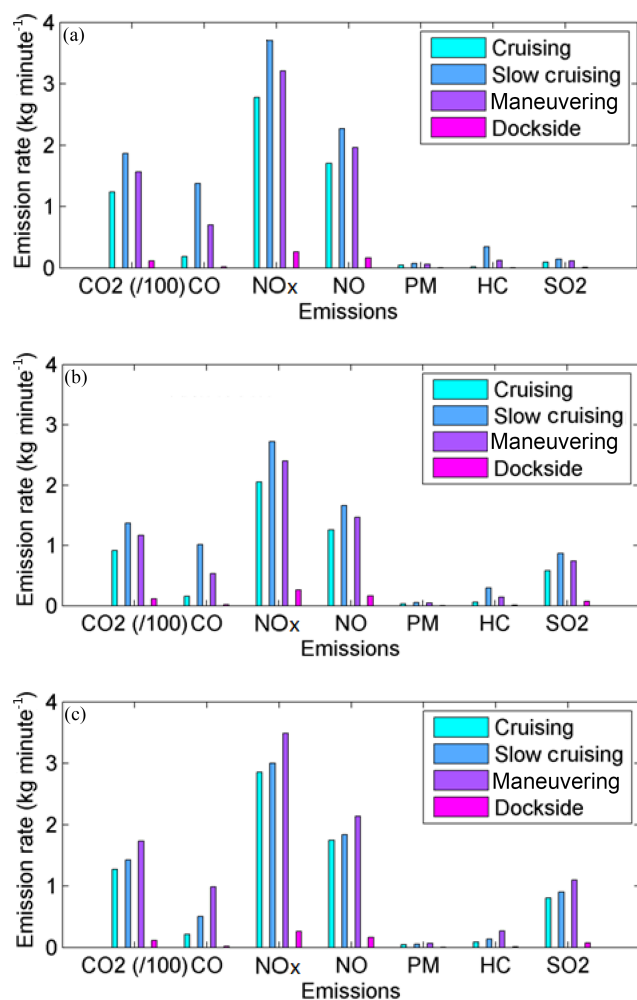 (a)
Emission rate (kg minute⁻¹)
4
3
2
1
0
Cruising
Slow cruising
Maneuvering
Dockside
CO2 (/100) CO NOx NO PM HC SO2
Emissions
(b)
Emission rate (kg minute⁻¹)
4
3
2
1
0
Cruising
Slow cruising
Maneuvering
Dockside
CO2 (/100) CO NOx NO PM HC SO2
Emissions
(c)
Emission rate (kg minute⁻¹)
4
3
2
1
0
Cruising
Slow cruising
Maneuvering
Dockside
CO2 (/100) CO NOx NO PM HC SO2
Emissions